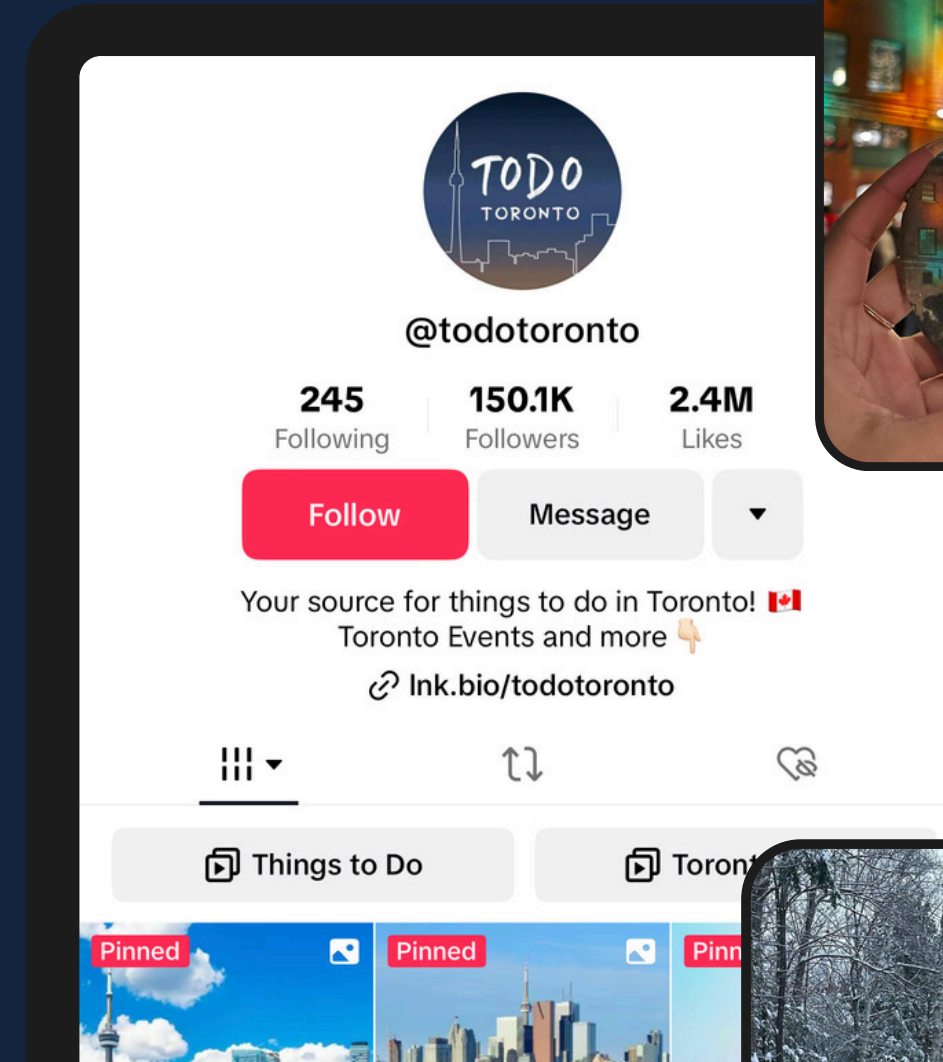 TODO
TORONTO
@todotoronto
245 150.1K 2.4M
Following Followers Likes
Follow Message
Your source for things to do in Toronto! 🇨🇦
Toronto Events and more 👇🏻
lnk.bio/todotoronto
Things to Do
Pinned Pinned